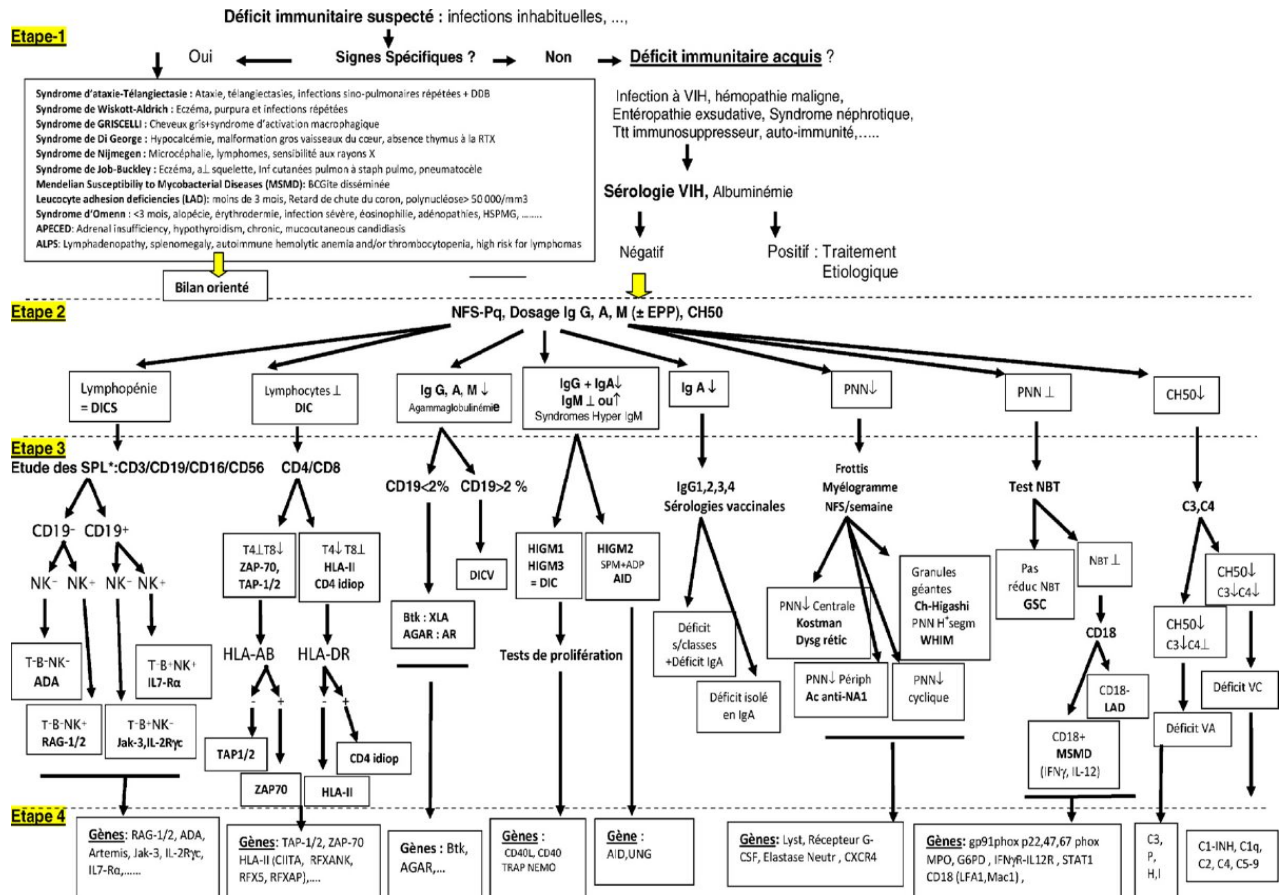 Déficit immunitaire suspecté : infections inhabituelles, ...,
Etape-1
Oui
Signes Spécifiques ?
Non
Déficit immunitaire acquis ?
Syndrome d'ataxie-Télangiectasie : Ataxie, télangiectasies, infections sino-pulmonaires répétées + DDB
Syndrome de Wiskott-Aldrich : Eczéma, purpura et infections répétées
Syndrome de GRISCELLI : Cheveux gris+syndrome d'activation macrophagique
Syndrome de Di George : Hypocalcémie, malformation gros vaisseaux du cœur, absence thymus à la RTX
Syndrome de Nijmegen : Microcéphalie, lymphomes, sensibilité aux rayons X
Syndrome de Job-Buckley : Eczéma, a⊥ squelette, Inf cutanées pulmon à staph pulmo, pneumatocèle
Mendelian Susceptibiliy to Mycobacterial Diseases (MSMD): BCGite disséminée
Leucocyte adhesion deficiencies (LAD): moins de 3 mois, Retard de chute du coron, polynucléose> 50 000/mm3
Syndrome d'Omenn : <3 mois, alopécie, érythrodermie, infection sévère, éosinophilie, adénopathies, HSPMG, ........
APECED: Adrenal insufficiency, hypothyroidism, chronic, mucocutaneous candidiasis
ALPS: Lymphadenopathy, splenomegaly, autoimmune hemolytic anemia and/or thrombocytopenia, high risk for lymphomas
Infection à VIH, hémopathie maligne,
Entéropathie exsudative, Syndrome néphrotique,
Ttt immunosuppresseur, auto-immunité,.....
Sérologie VIH, Albuminémie
Négatif
Positif : Traitement
Etiologique
Bilan orienté
Etape 2
NFS-Pq, Dosage Ig G, A, M (± EPP), CH50
Lymphopénie
= DICS
Lymphocytes ⊥
DIC
Ig G, A, M ↓
Agammaglobulinémie
IgG + IgA↓
IgM ⊥ ou↑
Syndromes Hyper IgM
Ig A ↓
PNN↓
PNN ⊥
CH50↓
Etape 3
Etude des SPL*:CD3/CD19/CD16/CD56
CD4/CD8
CD19<2%
CD19>2 %
IgG1,2,3,4
Sérologies vaccinales
Frottis
Myélogramme
NFS/semaine
Test NBT
C3,C4
CD19-
CD19+
NK-
NK+
NK-
NK+
T4⊥T8↓
ZAP-70,
TAP-1/2
T4↓T8⊥
HLA-II
CD4 idiop
DICV
HIGM1
HIGM3
= DIC
HIGM2
SPM+ADP
AID
Granules
géantes
Ch-Higashi
PNN H+segm
WHIM
Pas
réduc NBT
GSC
NBT ⊥
CH50↓
C3↓C4↓
Btk : XLA
AGAR : AR
PNN↓ Centrale
Kostman
Dysg rétic
CH50↓
C3↓C4⊥
Déficit
s/classes
+Déficit IgA
CD18
T-B-NK-
ADA
T-B+NK+
IL7-Rα
HLA-AB
HLA-DR
-
+
-
+
Tests de prolifération
PNN↓ Périph
Ac anti-NA1
PNN↓
cyclique
CD18-
LAD
Déficit VC
Déficit isolé
en IgA
T-B-NK+
RAG-1/2
T-B+NK-
Jak-3,IL-2Rγc
TAP1/2
CD4 idiop
CD18+
MSMD
(IFNγ, IL-12)
Déficit VA
ZAP70
HLA-II
Etape 4
Gènes: RAG-1/2, ADA,
Artemis, Jak-3, IL-2Rγc,
IL7-Rα,......
Gènes: TAP-1/2, ZAP-70
HLA-II (CIITA, RFXANK,
RFX5, RFXAP),....
Gènes : Btk,
AGAR,...
Gènes :
CD40L, CD40
TRAP NEMO
Gène :
AID,UNG
Gènes: Lyst, Récepteur G-
CSF, Elastase Neutr , CXCR4
Gènes: gp91phox p22,47,67 phox
MPO, G6PD , IFNγR-IL12R , STAT1
CD18 (LFA1,Mac1) ,
C3,
P,
H,I
C1-INH, C1q,
C2, C4, C5-9